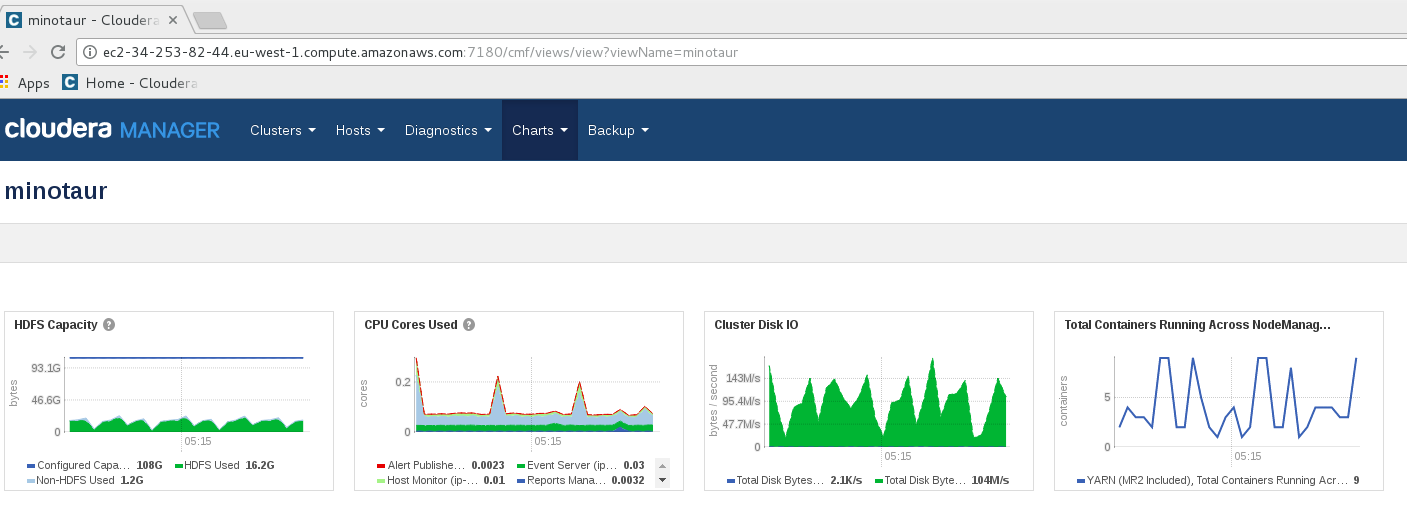 minotaur - Cloudera
ec2-34-253-82-44.eu-west-1.compute.amazonaws.com:7180/cmf/views/view?viewName=minotaur
Apps Home - Cloudera
cloudera MANAGER Clusters Hosts Diagnostics Charts Backup
minotaur
HDFS Capacity ?
bytes
93.1G
46.6G
0
05:15
Configured Capa... 108G HDFS Used 16.2G
Non-HDFS Used 1.2G
CPU Cores Used ?
cores
0.2
0
05:15
Alert Publishe... 0.0023 Event Server (ip... 0.03
Host Monitor (ip-... 0.01 Reports Mana... 0.0032
Cluster Disk IO
bytes / second
143M/s
95.4M/s
47.7M/s
0
05:15
Total Disk Bytes... 2.1K/s Total Disk Byte... 104M/s
Total Containers Running Across NodeManag...
containers
5
0
05:15
YARN (MR2 Included), Total Containers Running Acr... 9